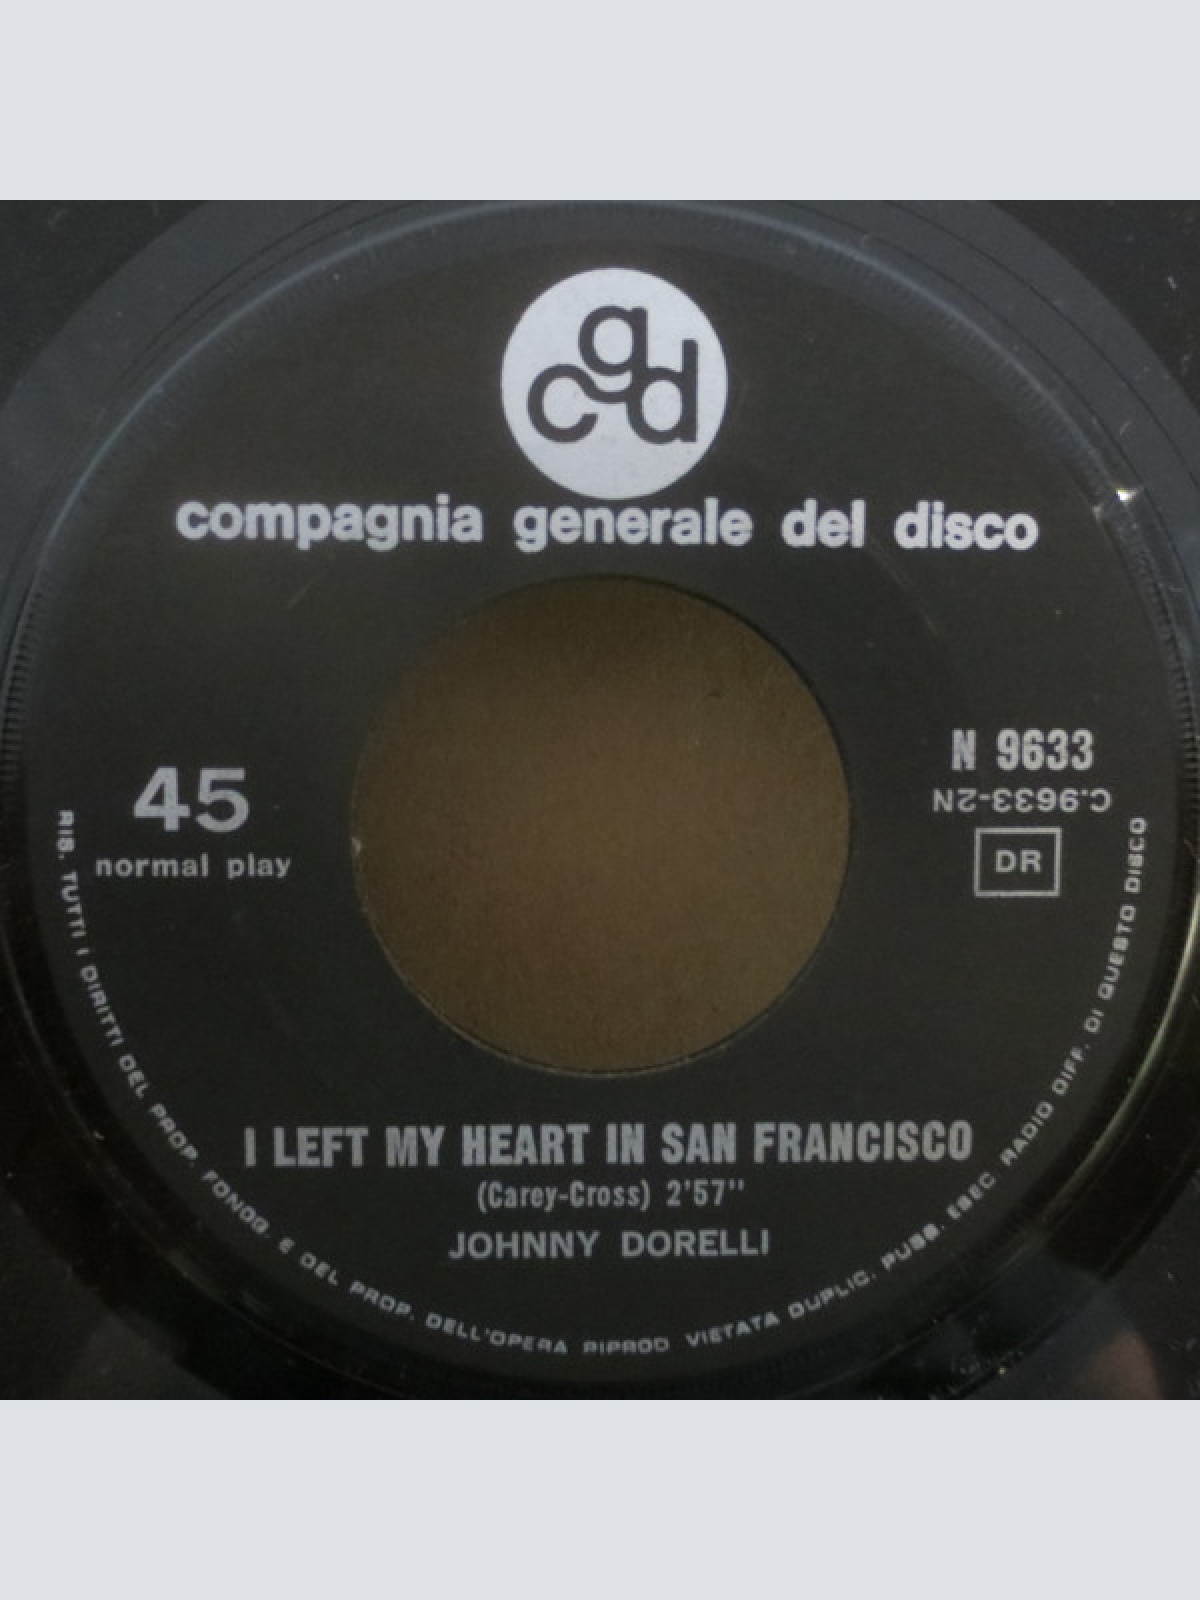 cgd
compagnia generale del disco
45
normal play
N 9633
C.9633-2N
DR
I LEFT MY HEART IN SAN FRANCISCO
(Carey-Cross) 2'57"
JOHNNY DORELLI
RIS. TUTTI I DIRITTI DEL PROP. FONOG. E DEL PROP. DELL'OPERA RIPROD VIETATA DUPLIC. PUBB. ESEC RADIO DIFF. DI QUESTO DISCO